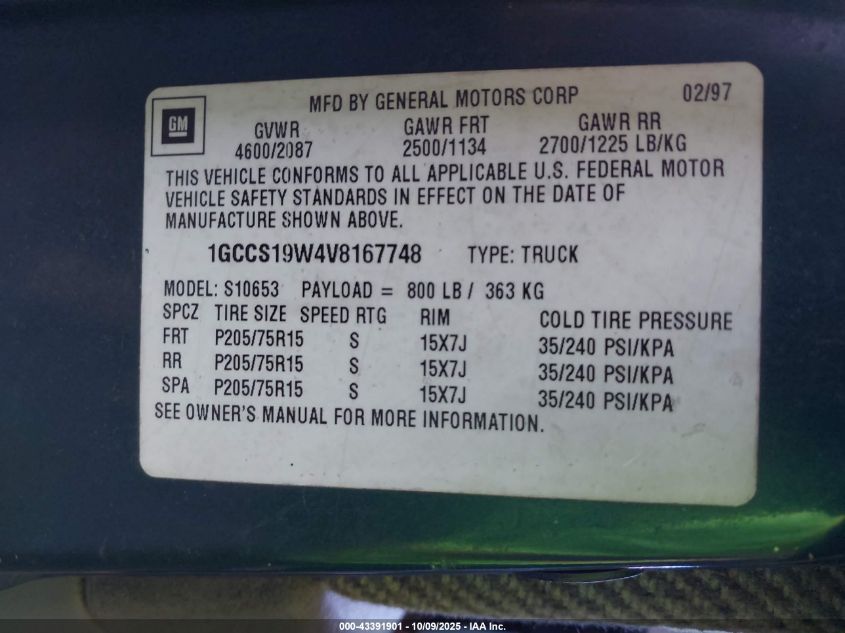 MFD BY GENERAL MOTORS CORP 02/97
GM
GVWR GAWR FRT GAWR RR
4600/2087 2500/1134 2700/1225 LB/KG
THIS VEHICLE CONFORMS TO ALL APPLICABLE U.S. FEDERAL MOTOR
VEHICLE SAFETY STANDARDS IN EFFECT ON THE DATE OF
MANUFACTURE SHOWN ABOVE.
1GCCS19W4V8167748 TYPE: TRUCK
MODEL: S10653 PAYLOAD = 800 LB / 363 KG
SPCZ TIRE SIZE SPEED RTG RIM COLD TIRE PRESSURE
FRT P205/75R15 S 15X7J 35/240 PSI/KPA
RR P205/75R15 S 15X7J 35/240 PSI/KPA
SPA P205/75R15 S 15X7J 35/240 PSI/KPA
SEE OWNER'S MANUAL FOR MORE INFORMATION.
000-43391901 - 10/09/2025 - IAA Inc.